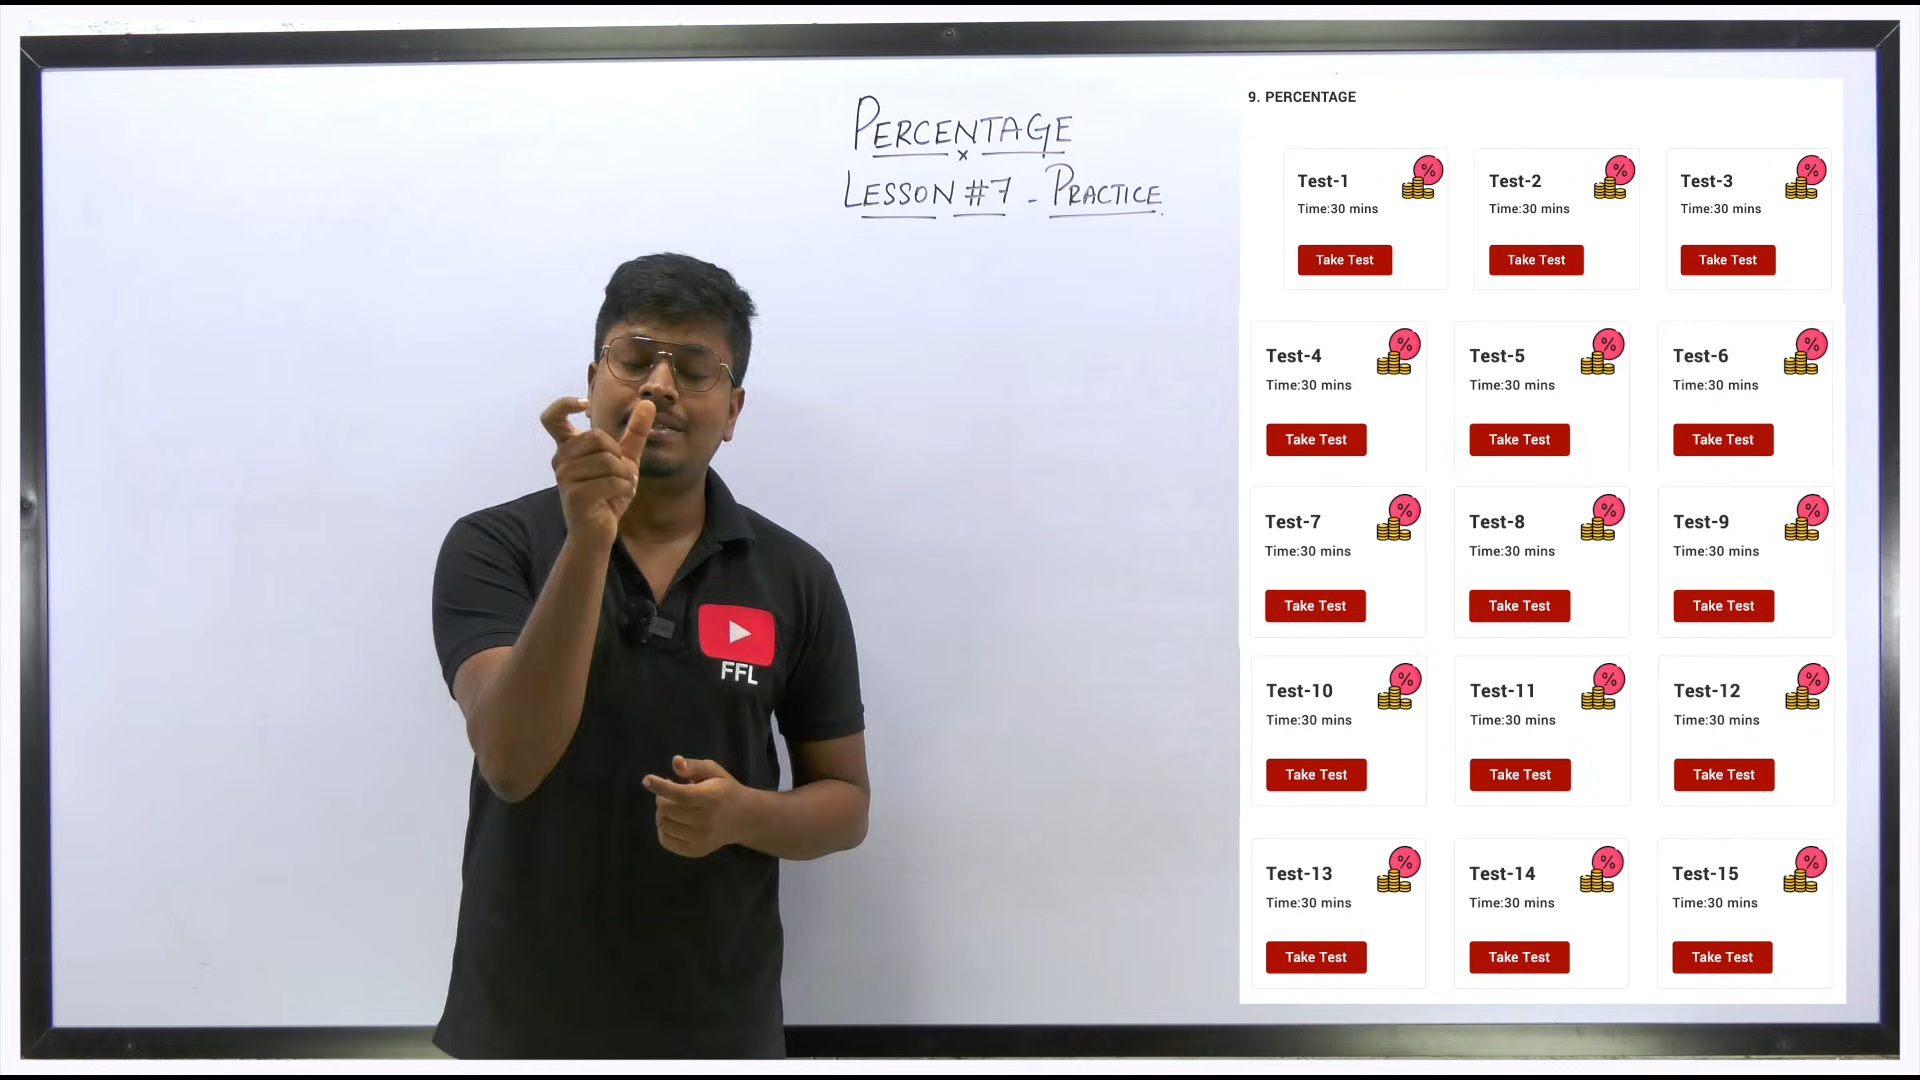 PERCENTAGE
LESSON #7 - PRACTICE
FFL
9. PERCENTAGE
Test-1
Time:30 mins
Take Test
%
Test-2
Time:30 mins
Take Test
%
Test-3
Time:30 mins
Take Test
%
Test-4
Time:30 mins
Take Test
%
Test-5
Time:30 mins
Take Test
%
Test-6
Time:30 mins
Take Test
%
Test-7
Time:30 mins
Take Test
%
Test-8
Time:30 mins
Take Test
%
Test-9
Time:30 mins
Take Test
%
Test-10
Time:30 mins
Take Test
%
Test-11
Time:30 mins
Take Test
%
Test-12
Time:30 mins
Take Test
%
Test-13
Time:30 mins
Take Test
%
Test-14
Time:30 mins
Take Test
%
Test-15
Time:30 mins
Take Test
%